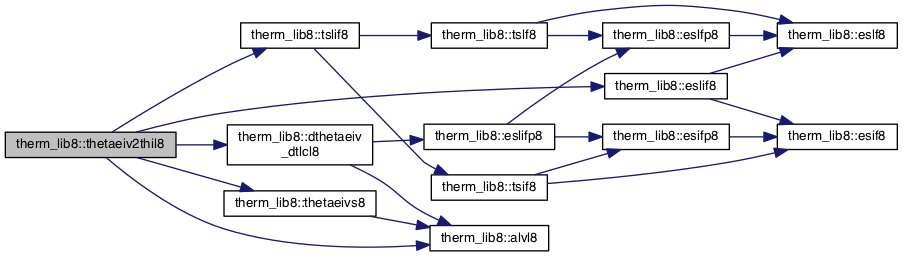 therm_lib8::thetaeiv2thil8
therm_lib8::tslif8
therm_lib8::dthetaeiv
_dtlcl8
therm_lib8::thetaeivs8
therm_lib8::tslf8
therm_lib8::eslifp8
therm_lib8::tsif8
therm_lib8::alvl8
therm_lib8::eslfp8
therm_lib8::eslif8
therm_lib8::esifp8
therm_lib8::eslf8
therm_lib8::esif8